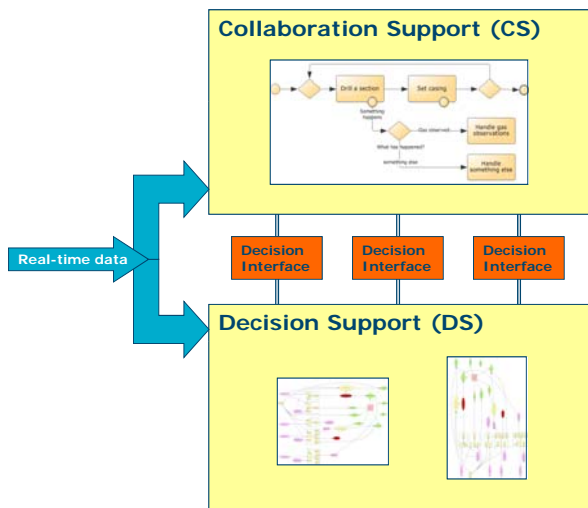 Collaboration Support (CS)
Drill a section
Set casing
Something
happens
Gas observed
Handle gas
observations
What has happened?
something else
Handle
something else
Real-time data
Decision
Interface
Decision
Interface
Decision
Interface
Decision Support (DS)